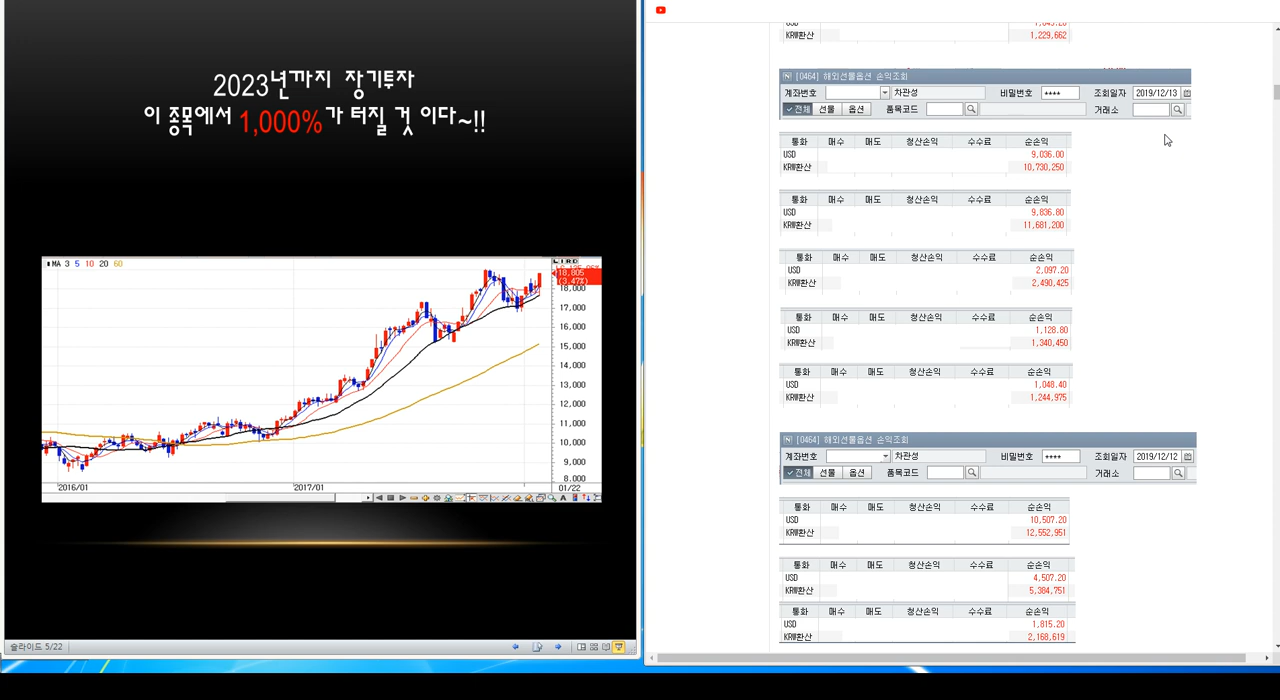 2023년까지 장기투자
이 종목에서 1,000% 가 터질 것 이다~!!
MA 3 5 10 20 60
18,805
(3.47%)
18,000
17,000
16,000
15,000
14,000
13,000
12,000
11,000
10,000
9,000
8,000
2016/01 2017/01 01/22
슬라이드 5/22
KRW환산 1,229,662
[0464] 해외선물옵션 손익조회
계좌번호 차관성 비밀번호 **** 조회일자 2019/12/13
전체 선물 옵션 품목코드 거래소
통화 매수 매도 청산손익 수수료 순손익
USD 9,036.00
KRW환산 10,730,250
통화 매수 매도 청산손익 수수료 순손익
USD 9,836.80
KRW환산 11,681,200
통화 매수 매도 청산손익 수수료 순손익
USD 2,097.20
KRW환산 2,490,425
통화 매수 매도 청산손익 수수료 순손익
USD 1,128.80
KRW환산 1,340,450
통화 매수 매도 청산손익 수수료 순손익
USD 1,048.40
KRW환산 1,244,975
[0464] 해외선물옵션 손익조회
계좌번호 차관성 비밀번호 **** 조회일자 2019/12/12
전체 선물 옵션 품목코드 거래소
통화 매수 매도 청산손익 수수료 순손익
USD 10,507.20
KRW환산 12,552,951
통화 매수 매도 청산손익 수수료 순손익
USD 4,507.20
KRW환산 5,384,751
통화 매수 매도 청산손익 수수료 순손익
USD 1,815.20
KRW환산 2,168,619